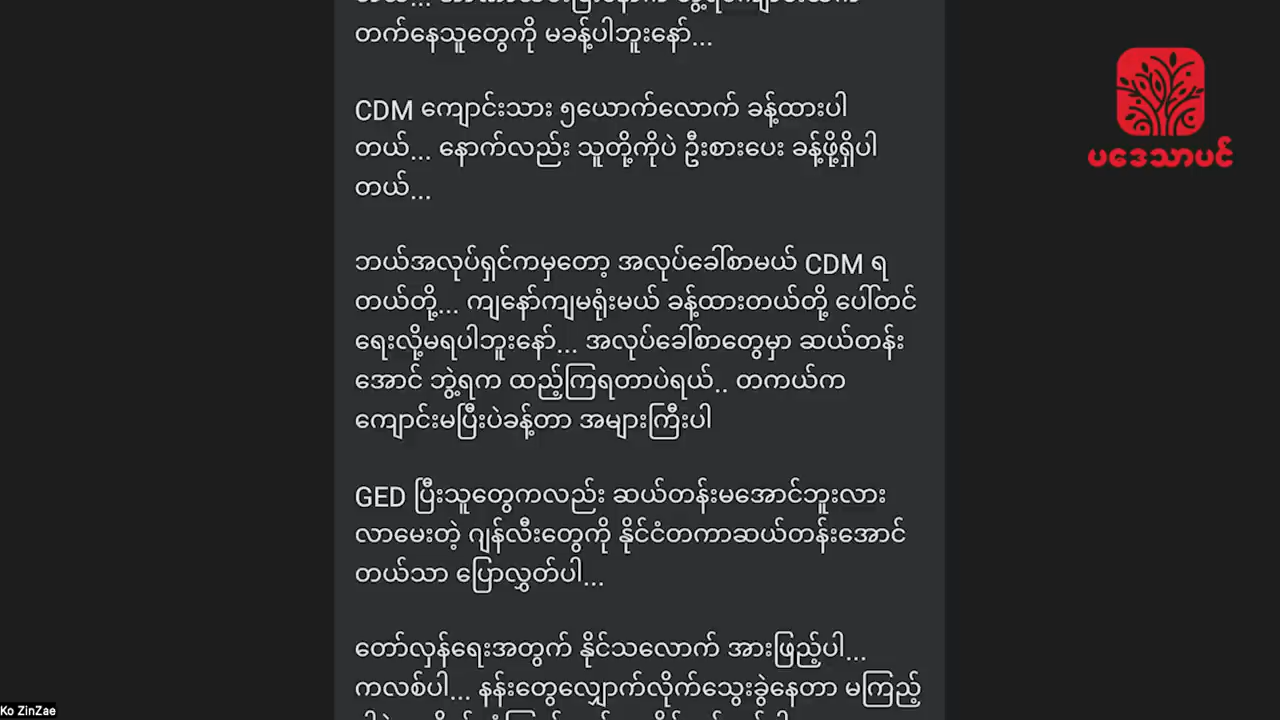 တက်နေသူတွေကို မခန့်ပါဘူးနော်...
CDM ကျောင်းသား ၅ယောက်လောက် ခန့်ထားပါ
တယ်... နောက်လည်း သူတို့ကိုပဲ ဦးစားပေး ခန့်ဖို့ရှိပါ
တယ်...
ဘယ်အလုပ်ရှင်ကမှတော့ အလုပ်ခေါ်စာမယ် CDM ရ
တယ်တို့... ကျနော်ကျမရုံးမယ် ခန့်ထားတယ်တို့ ပေါ်တင်
ရေးလို့မရပါဘူးနော်... အလုပ်ခေါ်စာတွေမှာ ဆယ်တန်း
အောင် ဘွဲ့ရက ထည့်ကြရတာပဲရယ်.. တကယ်က
ကျောင်းမပြီးပဲခန့်တာ အများကြီးပါ
GED ပြီးသူတွေကလည်း ဆယ်တန်းမအောင်ဘူးလား
လာမေးတဲ့ ဂျန်လီးတွေကို နိုင်ငံတကာဆယ်တန်းအောင်
တယ်သာ ပြောလွှတ်ပါ...
တော်လှန်ရေးအတွက် နိုင်သလောက် အားဖြည့်ပါ...
ကလစ်ပါ... နန်းတွေလျှောက်လိုက်သွေးခွဲနေတာ မကြည့်
ပဒေသာပင်
Ko ZinZae